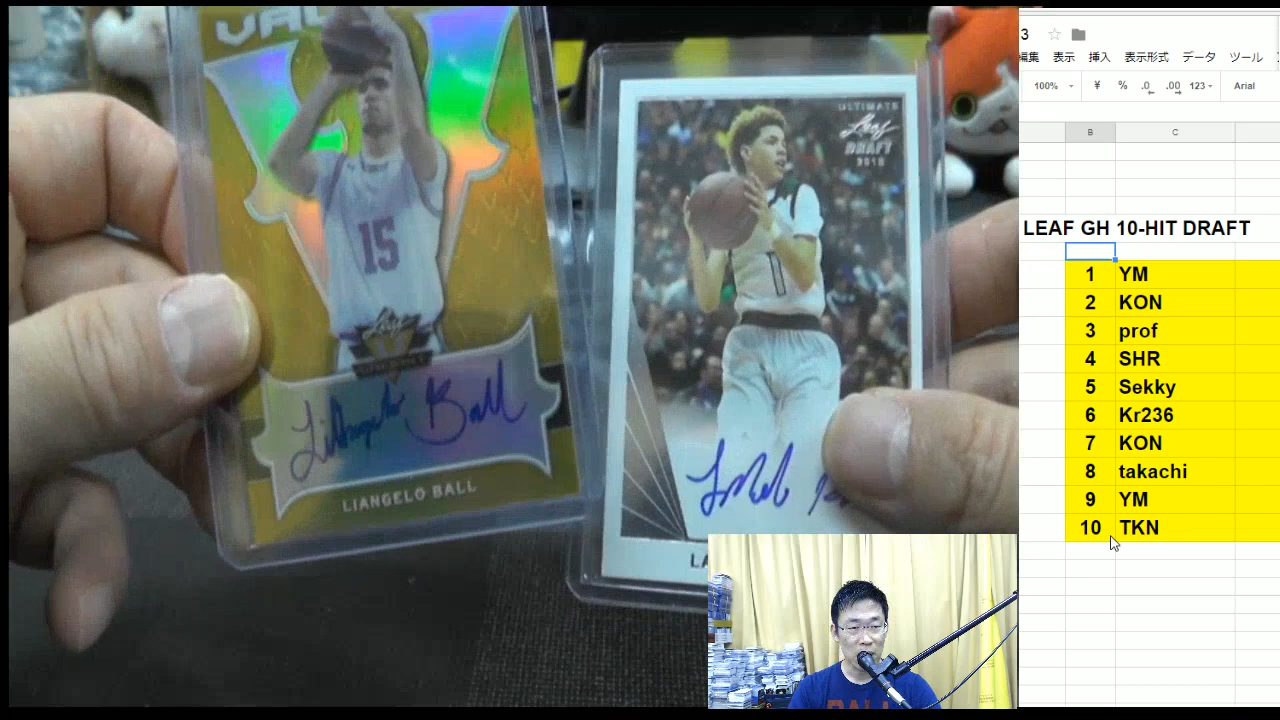 VAL
15
Leaf
LiAngelo Ball
LIANGELO BALL
ULTIMATE
Leaf
DRAFT
2018
1
LA
3
編集 表示 挿入 表示形式 データ ツール
100% ¥ % .0 .00 123 Arial
B C
LEAF GH 10-HIT DRAFT
1 YM
2 KON
3 prof
4 SHR
5 Sekky
6 Kr236
7 KON
8 takachi
9 YM
10 TKN